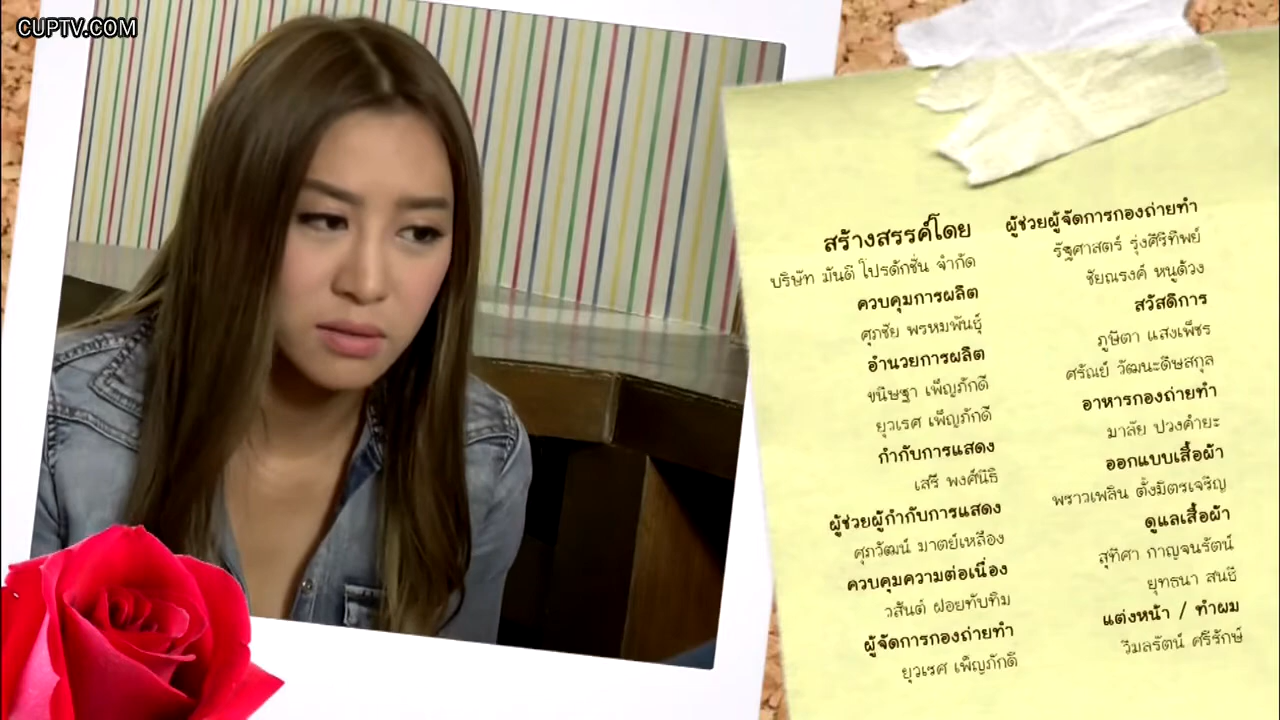 CUPTV.COM
สร้างสรรค์โดย
บริษัท มันดี โปรดักชั่น จำกัด
ควบคุมการผลิต
ศุภชัย พรหมพันธุ์
อำนวยการผลิต
ขนิษฐา เพ็ญภักดี
ยุวเรศ เพ็ญภักดี
กำกับการแสดง
เสรี พงศ์นิธิ
ผู้ช่วยผู้กำกับการแสดง
ศุภวัฒน์ มาตย์เหลือง
ควบคุมความต่อเนื่อง
วสันต์ ฝอยทับทิม
ผู้จัดการกองถ่ายทำ
ยุวเรศ เพ็ญภักดี
ผู้ช่วยผู้จัดการกองถ่ายทำ
รัฐศาสตร์ รุ่งศิริทิพย์
ชัยณรงค์ หนูด้วง
สวัสดิการ
ภูษิตา แสงเพ็ชร
ศรัณย์ วัฒนะดิษสกุล
อาหารกองถ่ายทำ
มาลัย ปวงคำยะ
ออกแบบเสื้อผ้า
พราวเพลิน ตั้งมิตรเจริญ
ดูแลเสื้อผ้า
สุทิศา กาญจนรัตน์
ยุทธนา สนธิ
แต่งหน้า / ทำผม
วิมลรัตน์ ศรีรักษ์